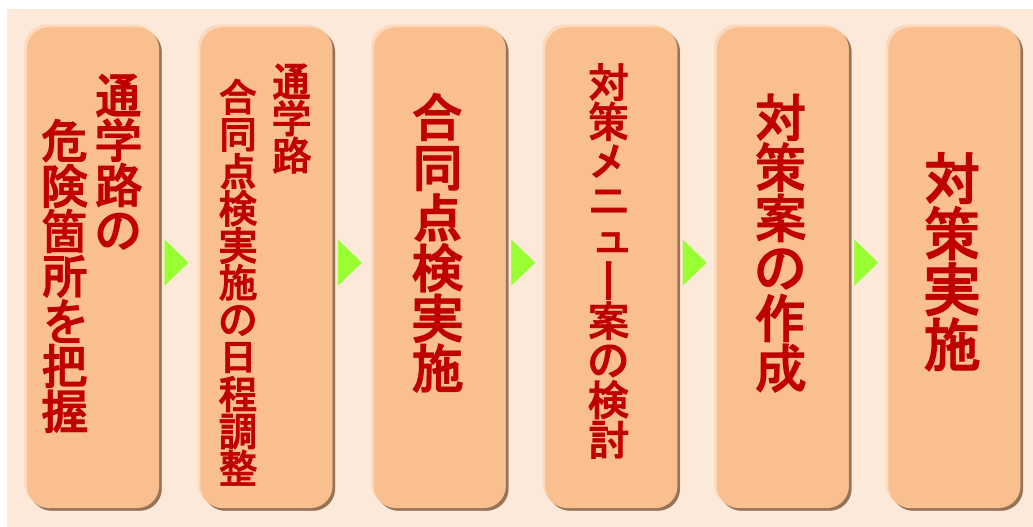 通学路の
危険箇所を把握
通学路
合同点検実施の日程調整
合同点検実施
対策メニュー案の検討
対策案の作成
対策実施